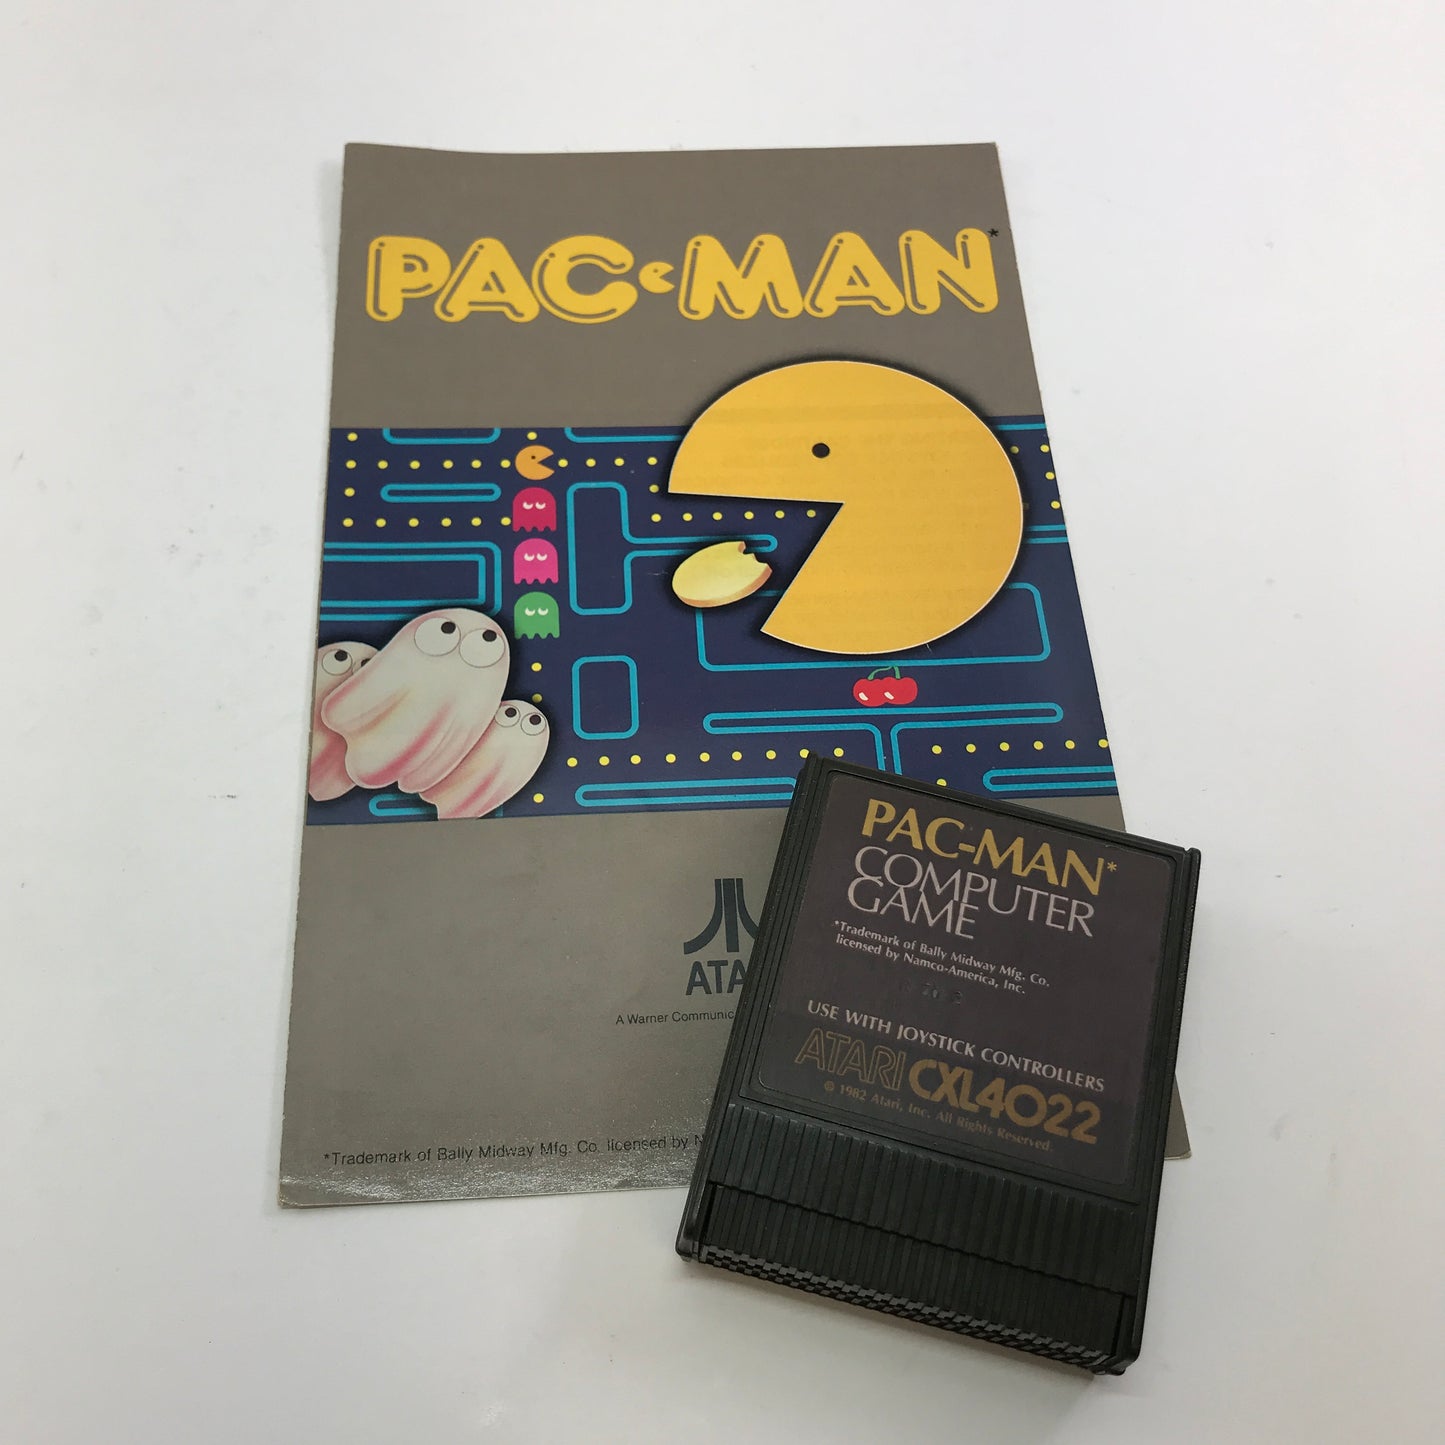 PAC-MAN*
ATA
A Warner Communic
*Trademark of Bally Midway Mfg. Co. licensed by N
PAC-MAN*
COMPUTER
GAME
*Trademark of Bally Midway Mfg. Co.
licensed by Namco-America, Inc.
USE WITH JOYSTICK CONTROLLERS
ATARI CXL4022
© 1982 Atari, Inc. All Rights Reserved.